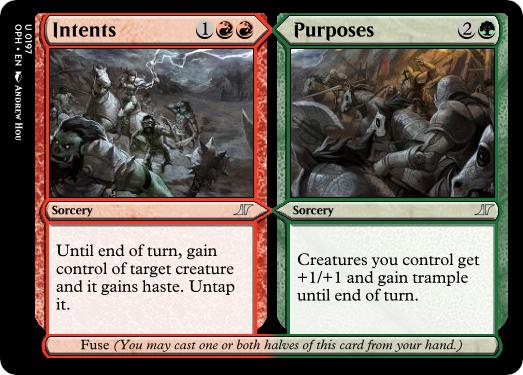 Intents 1
Sorcery
Until end of turn, gain
control of target creature
and it gains haste. Untap
it.
Purposes 2
Sorcery
Creatures you control get
+1/+1 and gain trample
until end of turn.
Fuse (You may cast one or both halves of this card from your hand.)
U 0197
OPH • EN Andrew Hou